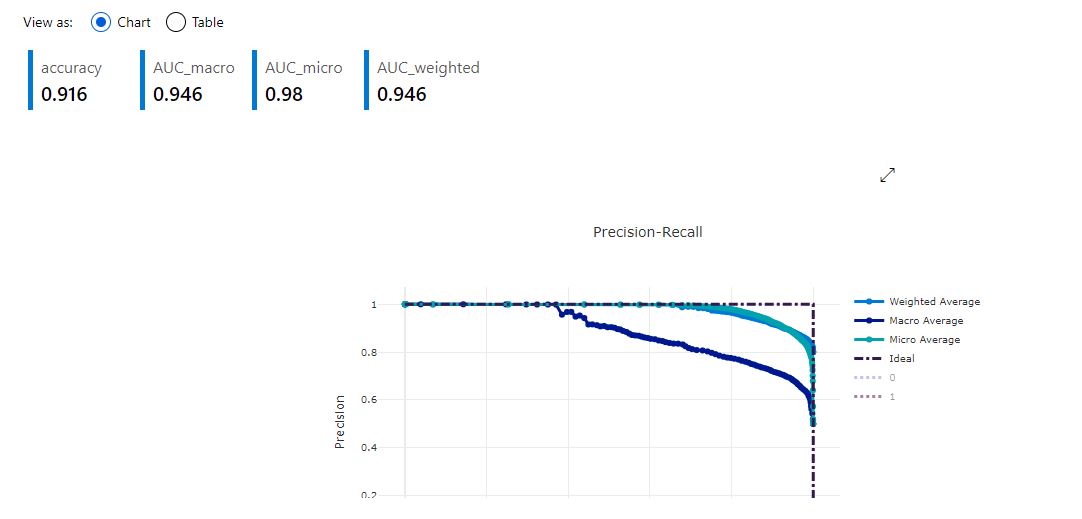 View as: Chart Table
accuracy AUC_macro AUC_micro AUC_weighted
0.916 0.946 0.98 0.946
Precision-Recall
1
0.8
0.6
0.4
0.2
Precision
Weighted Average
Macro Average
Micro Average
Ideal
0
1